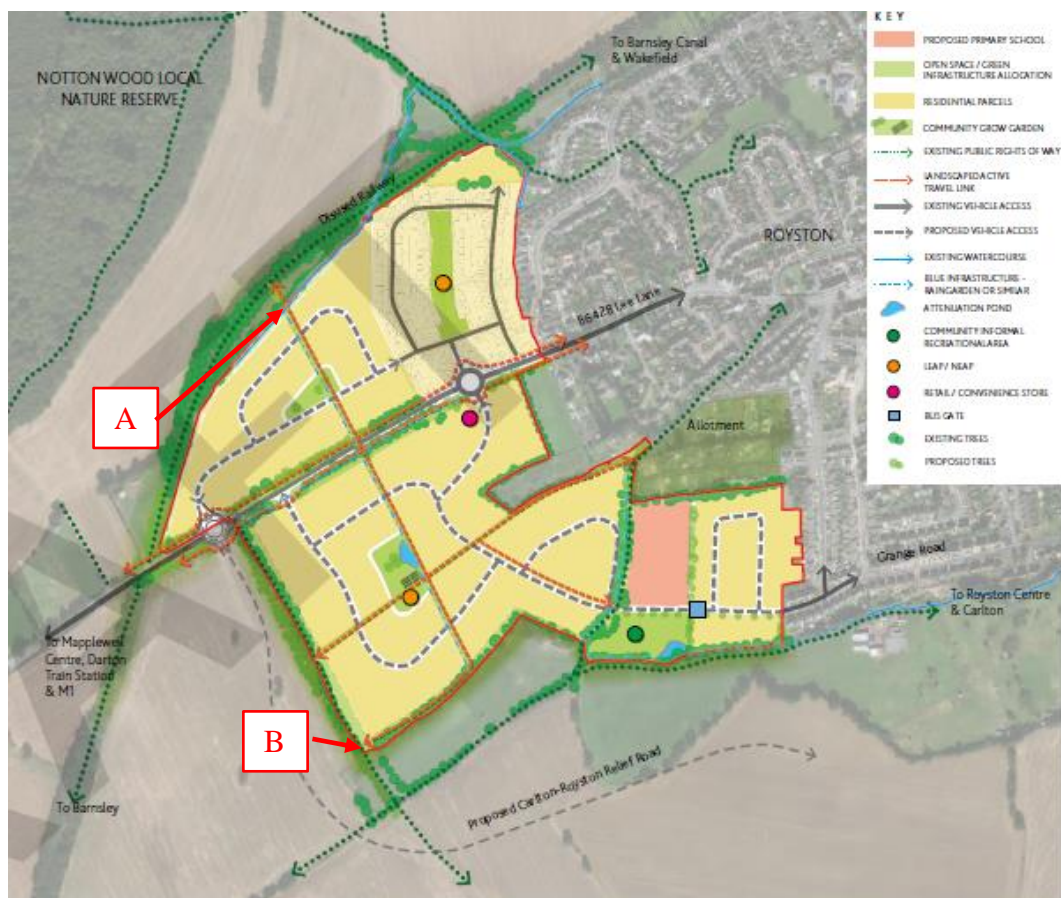 KEY
PROPOSED PRIMARY SCHOOL
OPEN SPACE / GREEN
INFRASTRUCTURE ALLOCATION
RESIDENTIAL PARCELS
COMMUNITY GROW GARDEN
EXISTING PUBLIC RIGHTS OF WAY
LANDSCAPED ACTIVE
TRAVEL LINK
EXISTING VEHICLE ACCESS
PROPOSED VEHICLE ACCESS
EXISTING WATERCOURSE
BLUE INFRASTRUCTURE -
RAINGARDEN OR SIMILAR
ATTENUATION POND
COMMUNITY INFORMAL
RECREATIONAL AREA
LEAP / NEAP
RETAIL / CONVENIENCE STORE
BUS GATE
EXISTING TREES
PROPOSED TREES
To Barnsley Canal
& Wakefield
NOTTON WOOD LOCAL
NATURE RESERVE
Disused Railway
ROYSTON
B6428 Lee Lane
A
Allotment
Grange Road
To Royston Centre
& Carlton
To Mapplewell
Centre, Darton
Train Station
& M1
B
Proposed Carlton-Royston Relief Road
To Barnsley